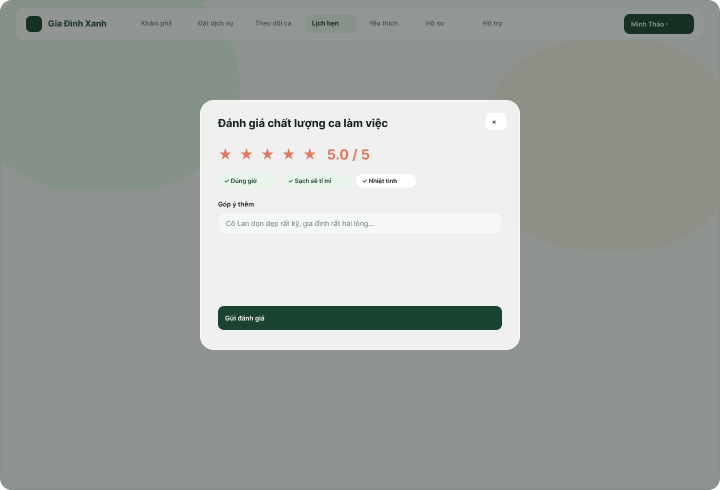 Gia Đình Xanh
Khám phá
Đặt dịch vụ
Theo dõi ca
Lịch hẹn
Yêu thích
Hồ sơ
Hỗ trợ
Minh Thảo
Đánh giá chất lượng ca làm việc
×
★ ★ ★ ★ ★ 5.0 / 5
✓ Đúng giờ
✓ Sạch sẽ tỉ mỉ
✓ Nhiệt tình
Góp ý thêm
Cô Lan dọn dẹp rất kỹ, gia đình rất hài lòng...
Gửi đánh giá